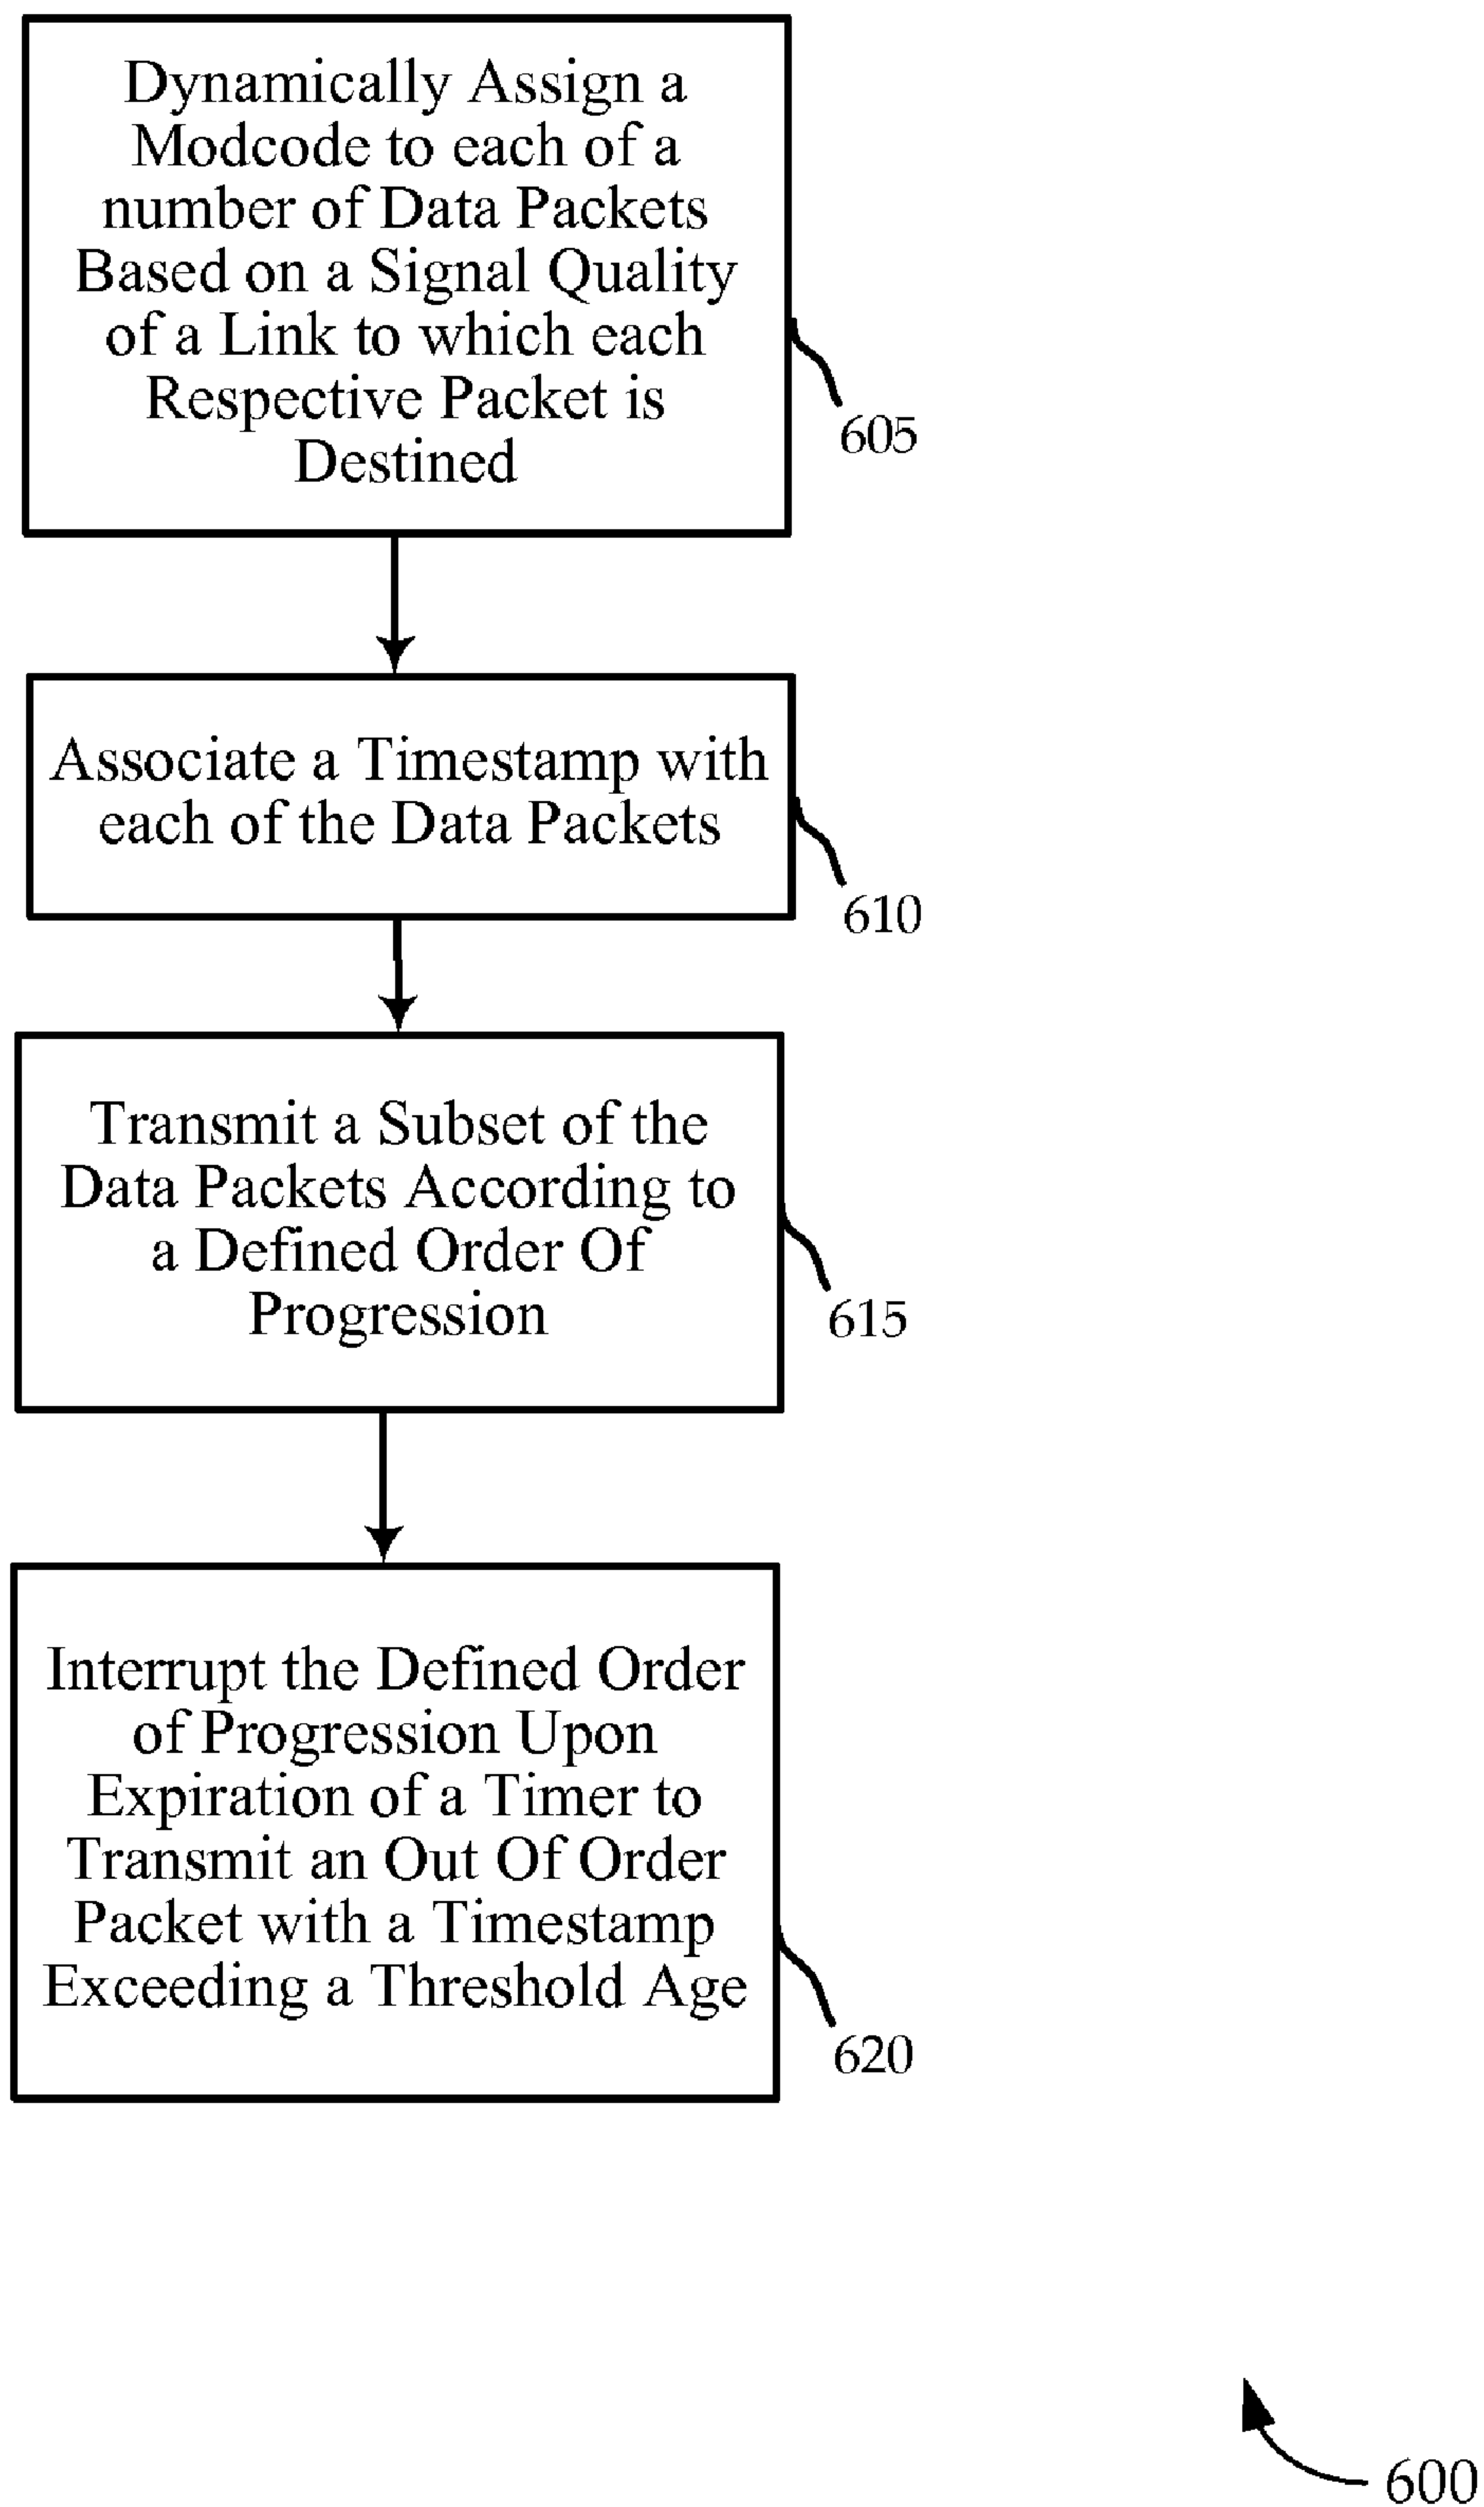 Dynamically Assign a
Modcode to each of a
number of Data Packets
Based on a Signal Quality
of a Link to which each
Respective Packet is
Destined
605
Associate a Timestamp with
each of the Data Packets
610
Transmit a Subset of the
Data Packets According to
a Defined Order Of
Progression
615
Interrupt the Defined Order
of Progression Upon
Expiration of a Timer to
Transmit an Out Of Order
Packet with a Timestamp
Exceeding a Threshold Age
620
600